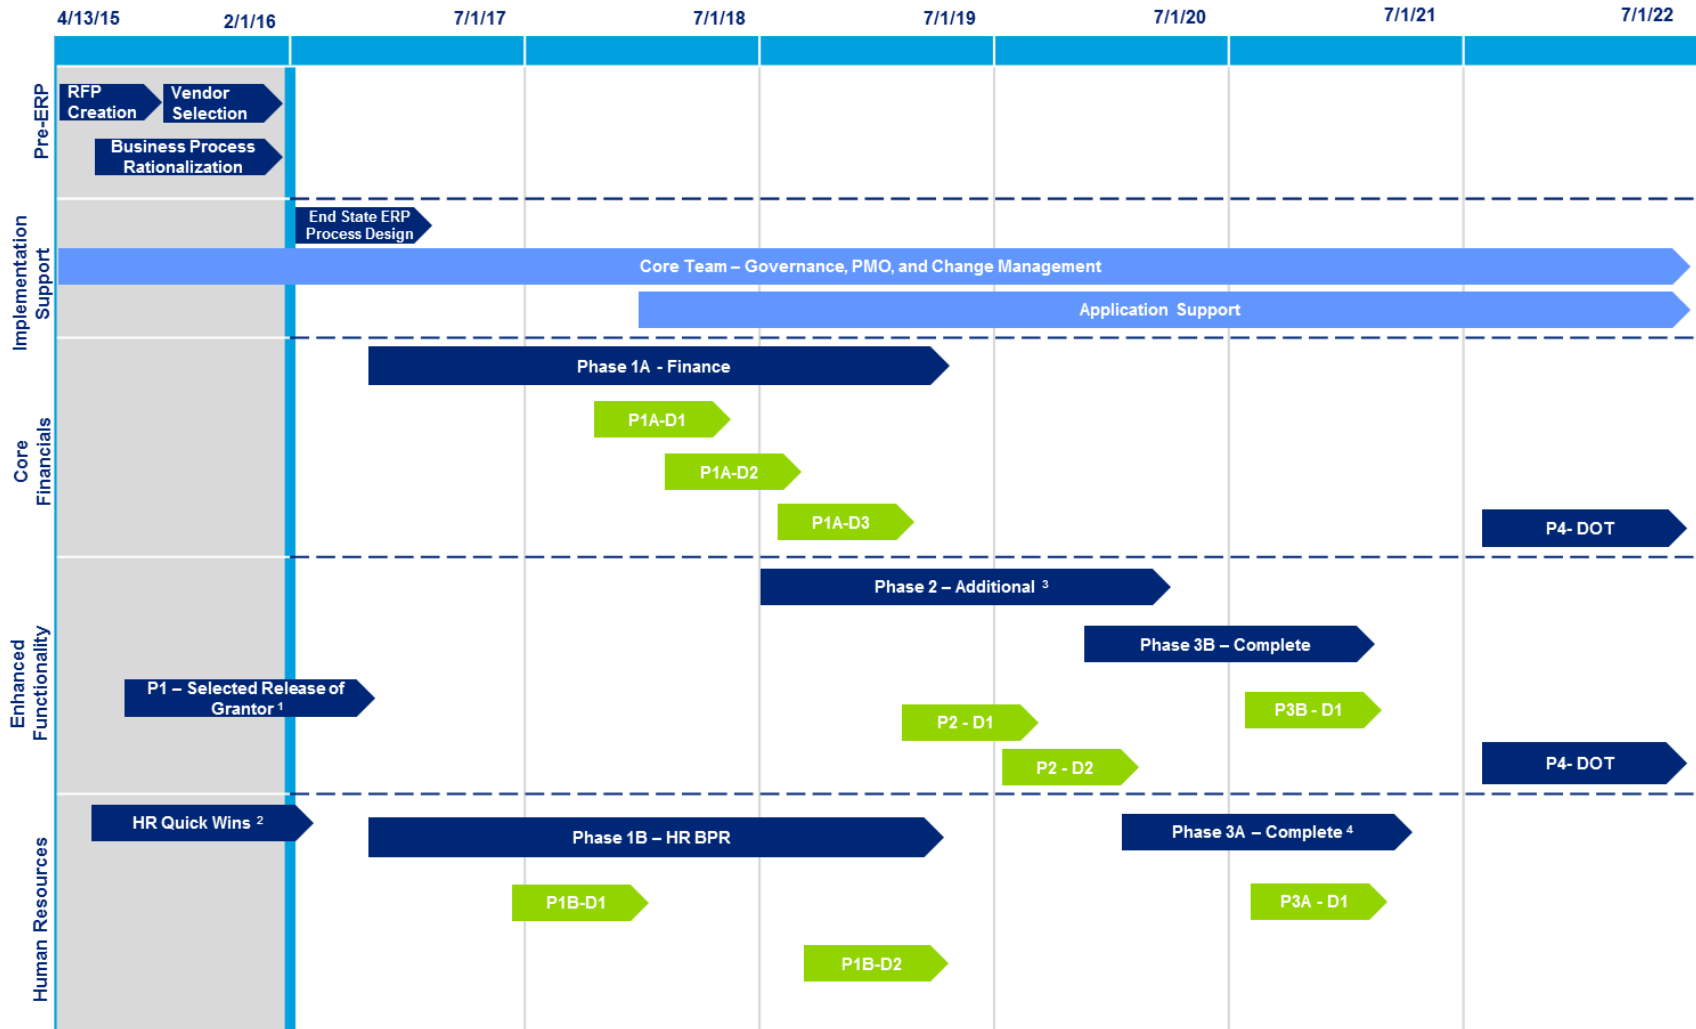 4/13/15
2/1/16
7/1/17
7/1/18
7/1/19
7/1/20
7/1/21
7/1/22
Pre-ERP
RFP
Creation
Vendor
Selection
Business Process
Rationalization
Implementation
Support
End State ERP
Process Design
Core Team – Governance, PMO, and Change Management
Application Support
Core
Financials
Phase 1A - Finance
P1A-D1
P1A-D2
P1A-D3
P4- DOT
Enhanced
Functionality
Phase 2 – Additional 3
Phase 3B – Complete
P1 – Selected Release of
Grantor 1
P3B - D1
P2 - D1
P2 - D2
P4- DOT
Human Resources
HR Quick Wins 2
Phase 1B – HR BPR
Phase 3A – Complete 4
P1B-D1
P3A - D1
P1B-D2